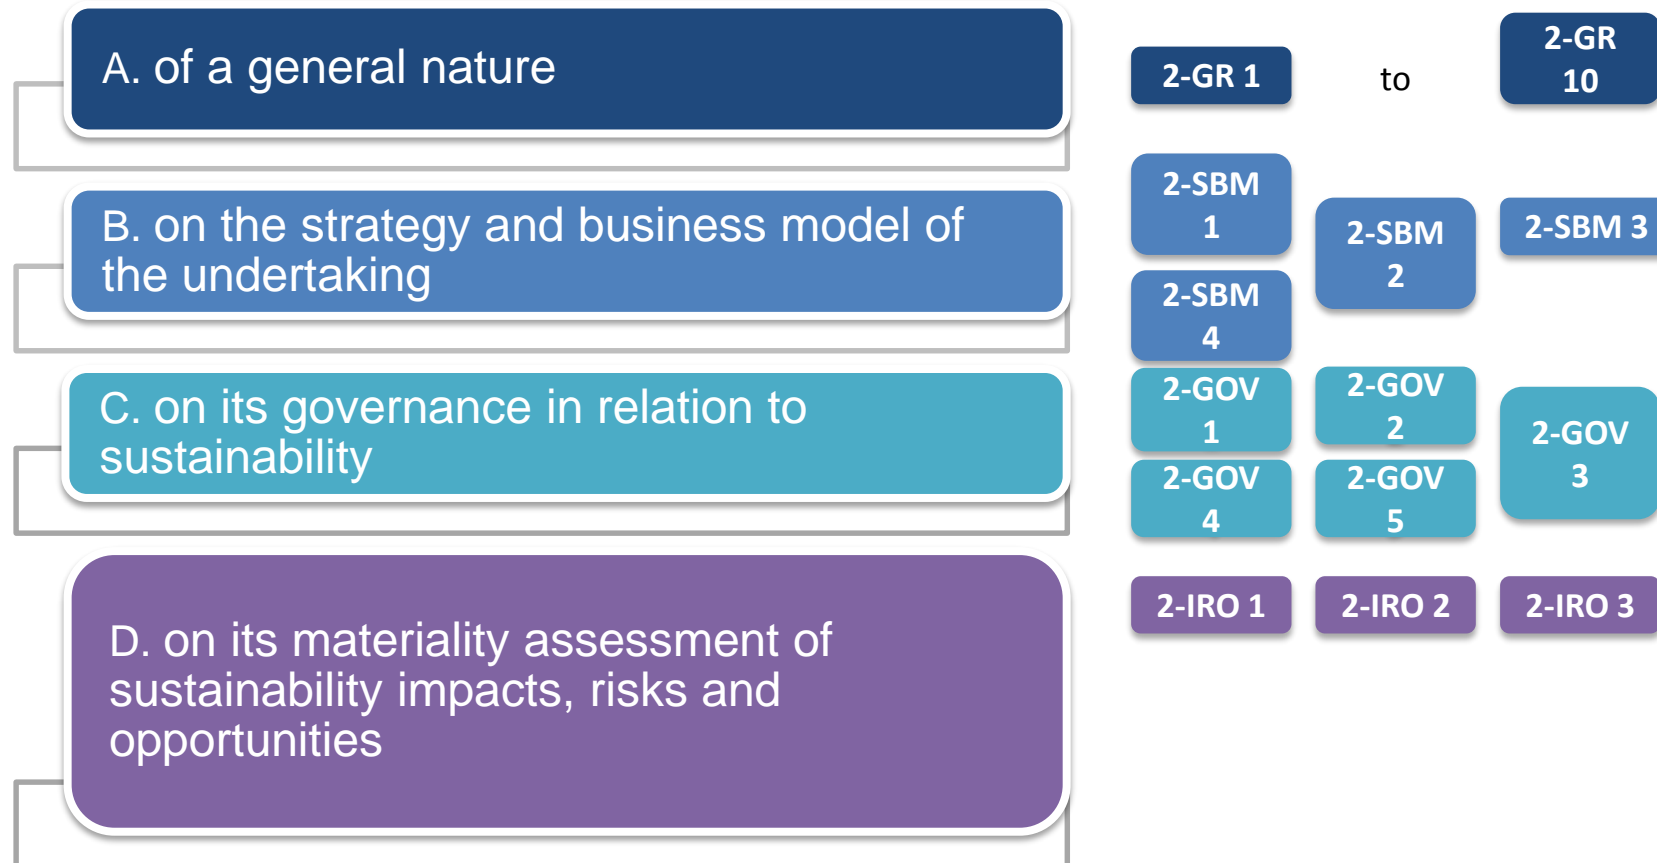 A. of a general nature
2-GR 1
to
2-GR
10
B. on the strategy and business model of
the undertaking
2-SBM
1
2-SBM
2
2-SBM 3
2-SBM
4
C. on its governance in relation to
sustainability
2-GOV
1
2-GOV
2
2-GOV
3
2-GOV
4
2-GOV
5
D. on its materiality assessment of
sustainability impacts, risks and
opportunities
2-IRO 1
2-IRO 2
2-IRO 3